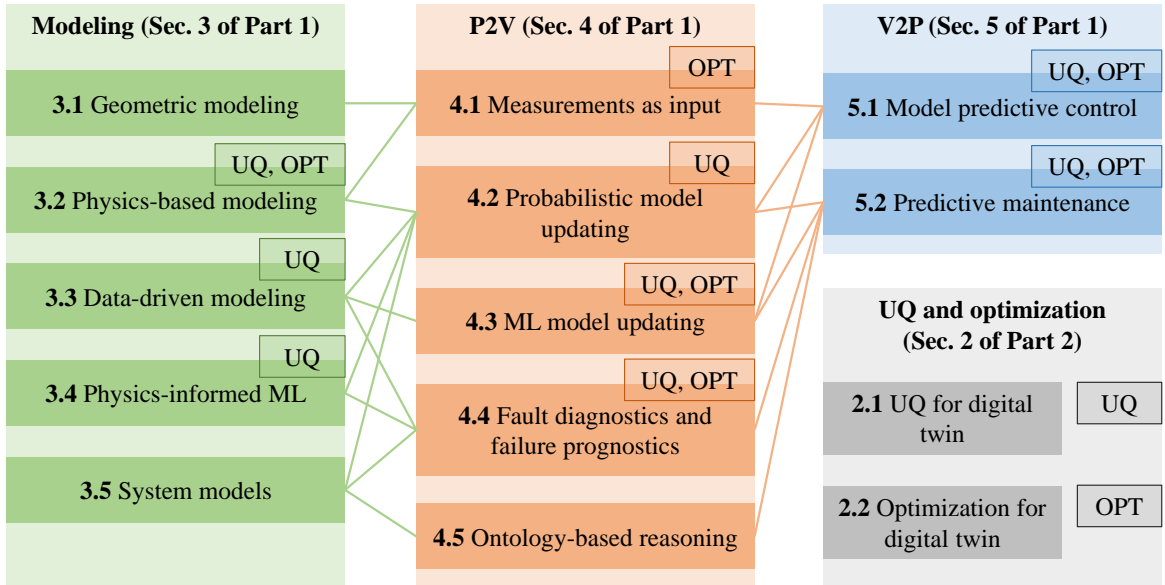 Modeling (Sec. 3 of Part 1)
3.1 Geometric modeling
UQ, OPT
3.2 Physics-based modeling
UQ
3.3 Data-driven modeling
UQ
3.4 Physics-informed ML
3.5 System models
P2V (Sec. 4 of Part 1)
OPT
4.1 Measurements as input
UQ
4.2 Probabilistic model
updating
UQ, OPT
4.3 ML model updating
UQ, OPT
4.4 Fault diagnostics and
failure prognostics
4.5 Ontology-based reasoning
V2P (Sec. 5 of Part 1)
UQ, OPT
5.1 Model predictive control
UQ, OPT
5.2 Predictive maintenance
UQ and optimization
(Sec. 2 of Part 2)
2.1 UQ for digital
twin
UQ
2.2 Optimization for
digital twin
OPT